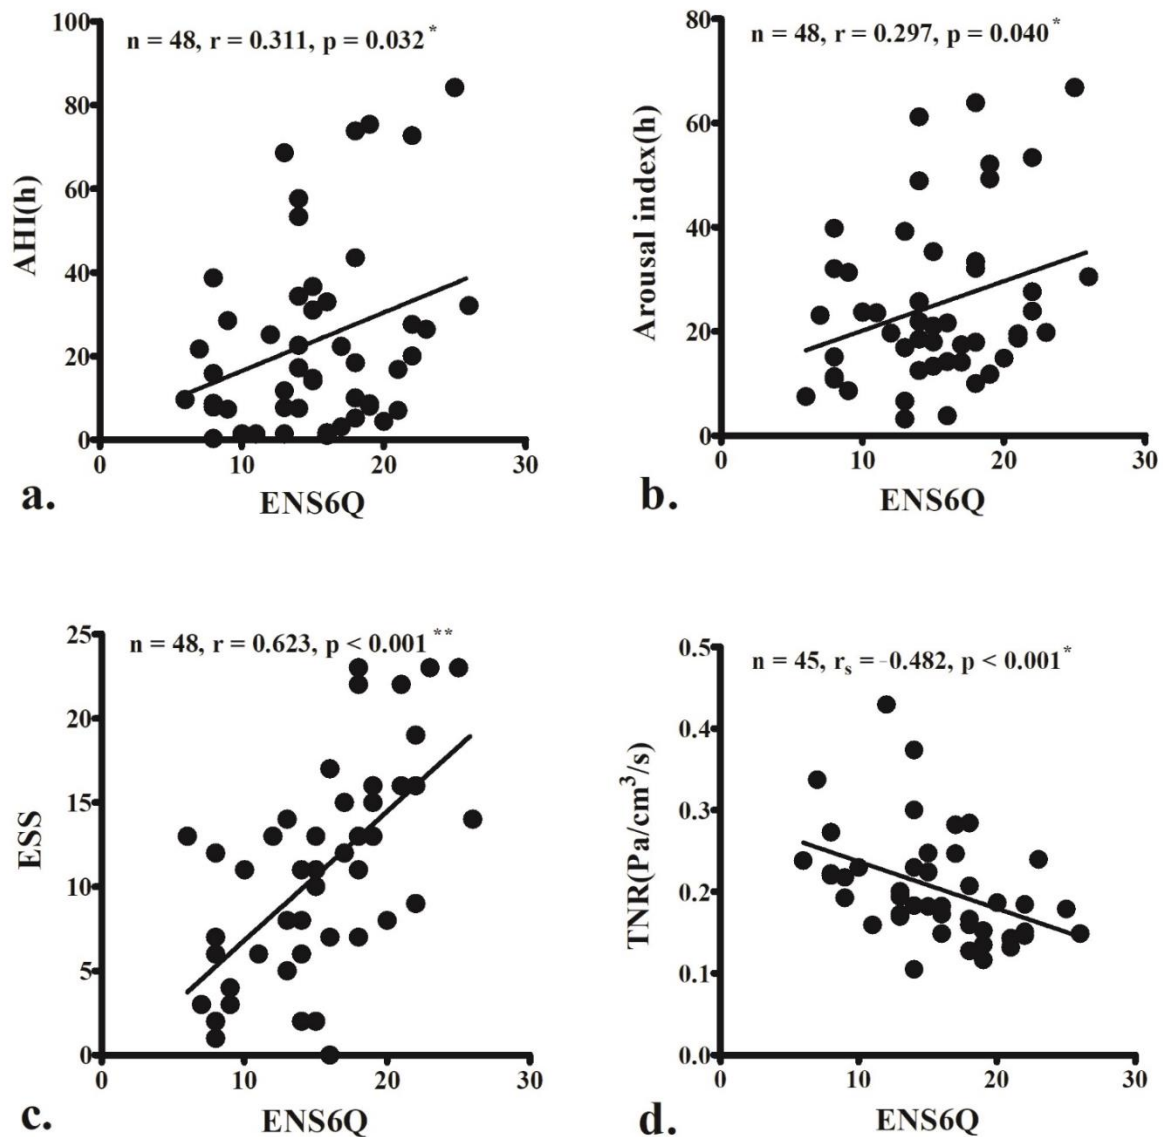 n = 48, r = 0.311, p = 0.032*
AHI(h)
100
80
60
40
20
0
0 10 20 30
ENS6Q
a.
n = 48, r = 0.297, p = 0.040*
Arousal index(h)
80
60
40
20
0
0 10 20 30
ENS6Q
b.
n = 48, r = 0.623, p < 0.001**
ESS
25
20
15
10
5
0
0 10 20 30
ENS6Q
c.
n = 45, rₛ = -0.482, p < 0.001*
TNR(Pa/cm³/s)
0.5
0.4
0.3
0.2
0.1
0.0
0 10 20 30
ENS6Q
d.